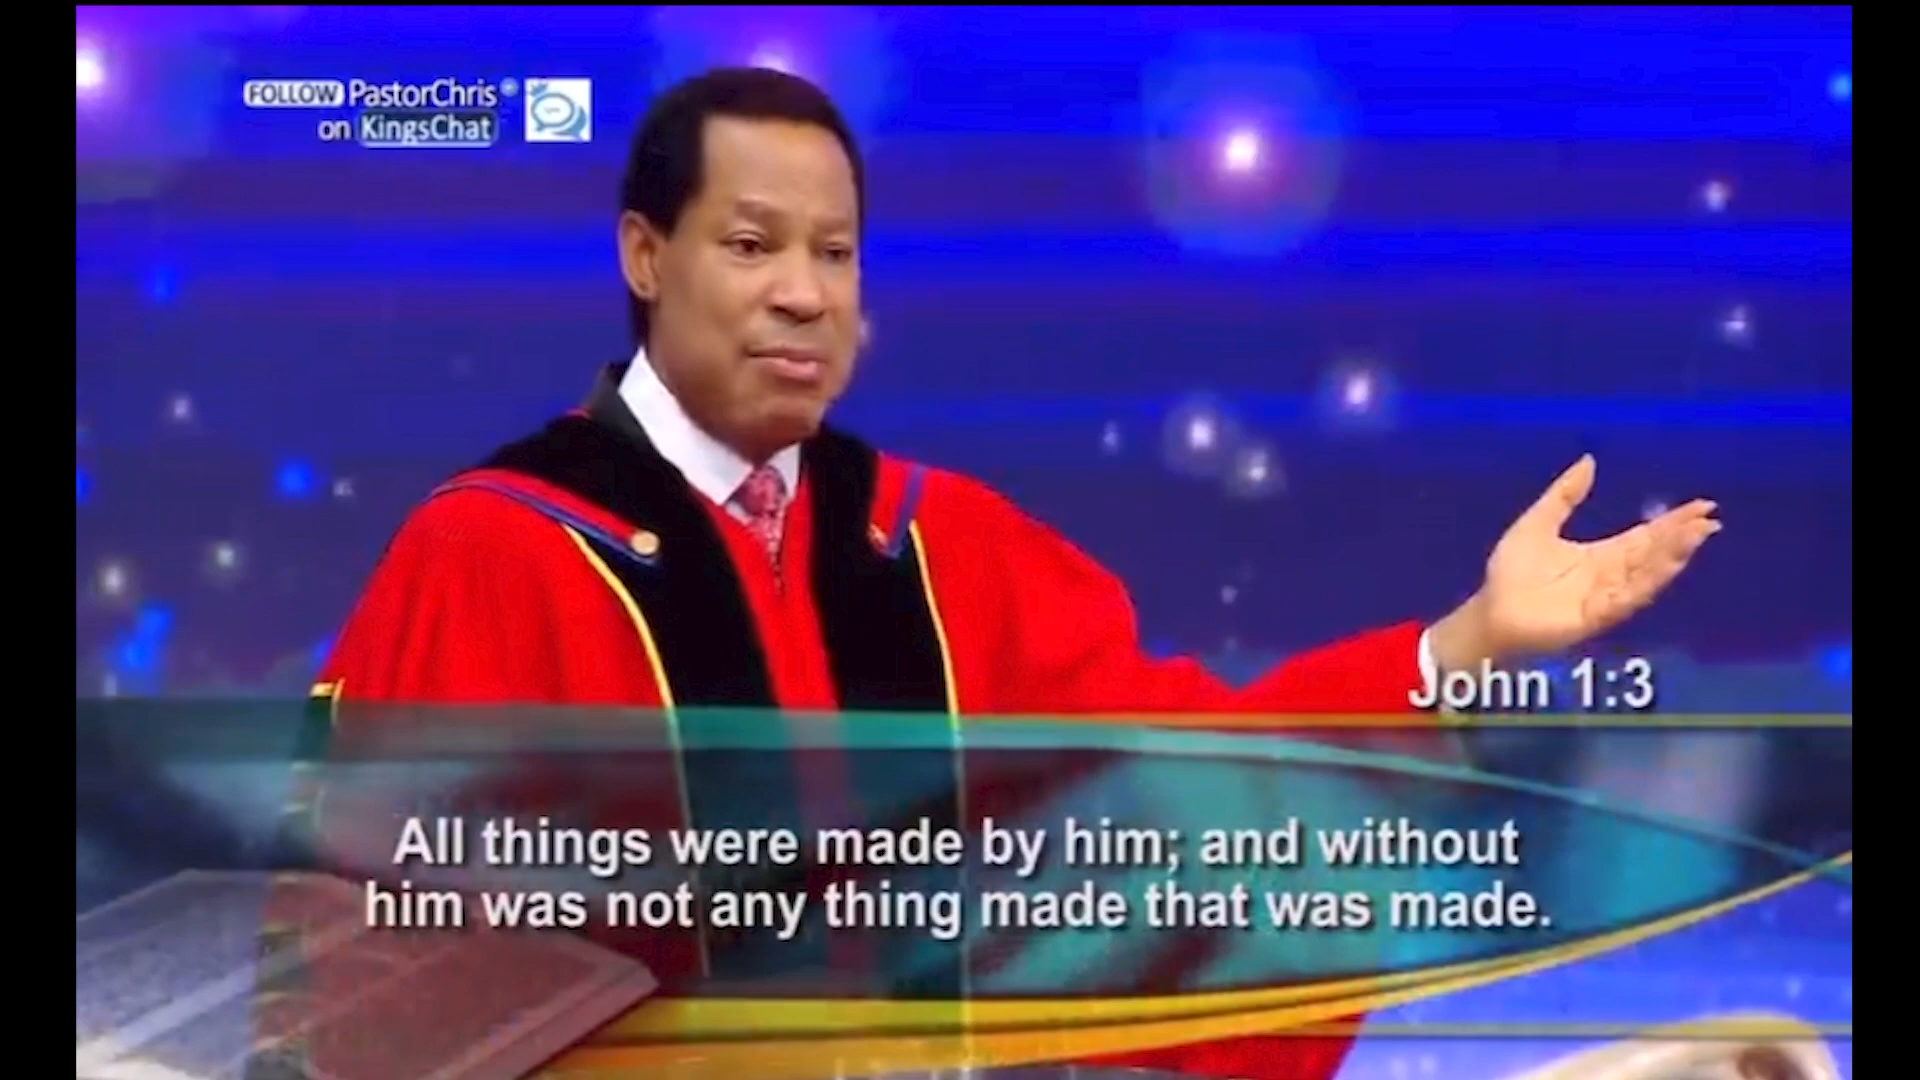 FOLLOW PastorChris®
on KingsChat
John 1:3
All things were made by him; and without
him was not any thing made that was made.